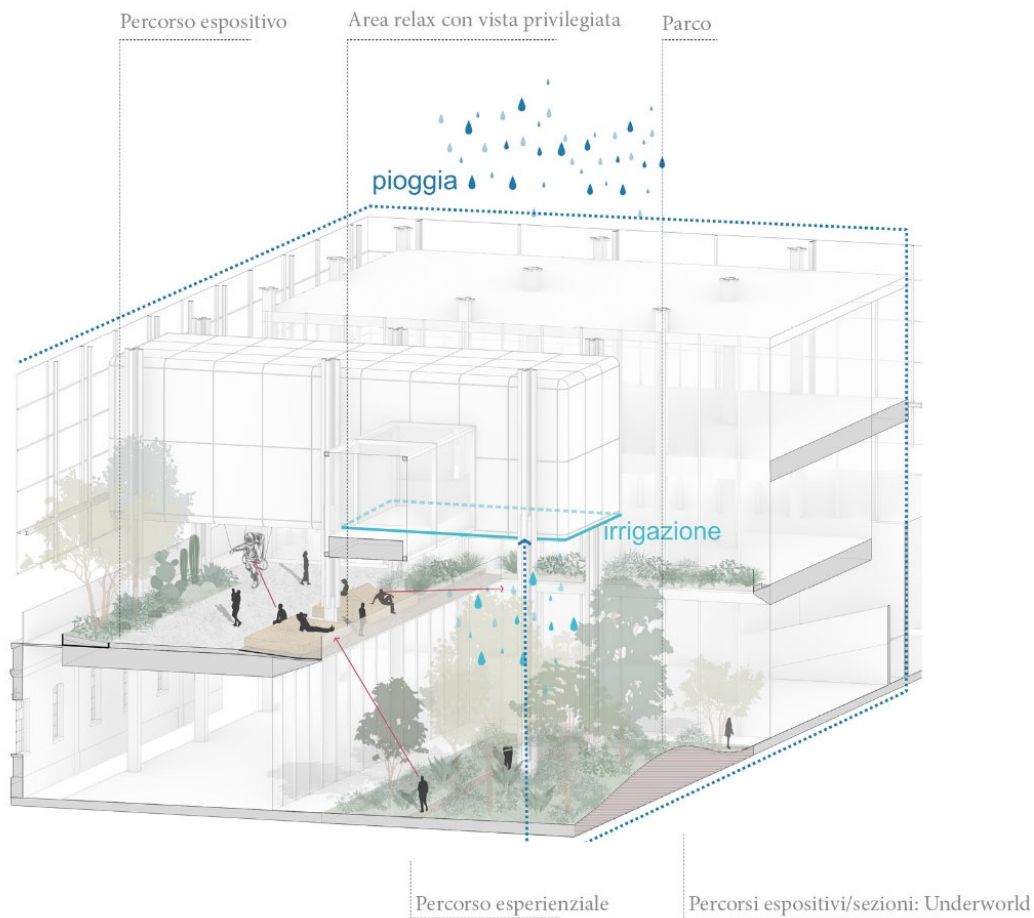 Percorso espositivo
Area relax con vista privilegiata
Parco
pioggia
irrigazione
Percorso esperienziale
Percorsi espositivi/sezioni: Underworld